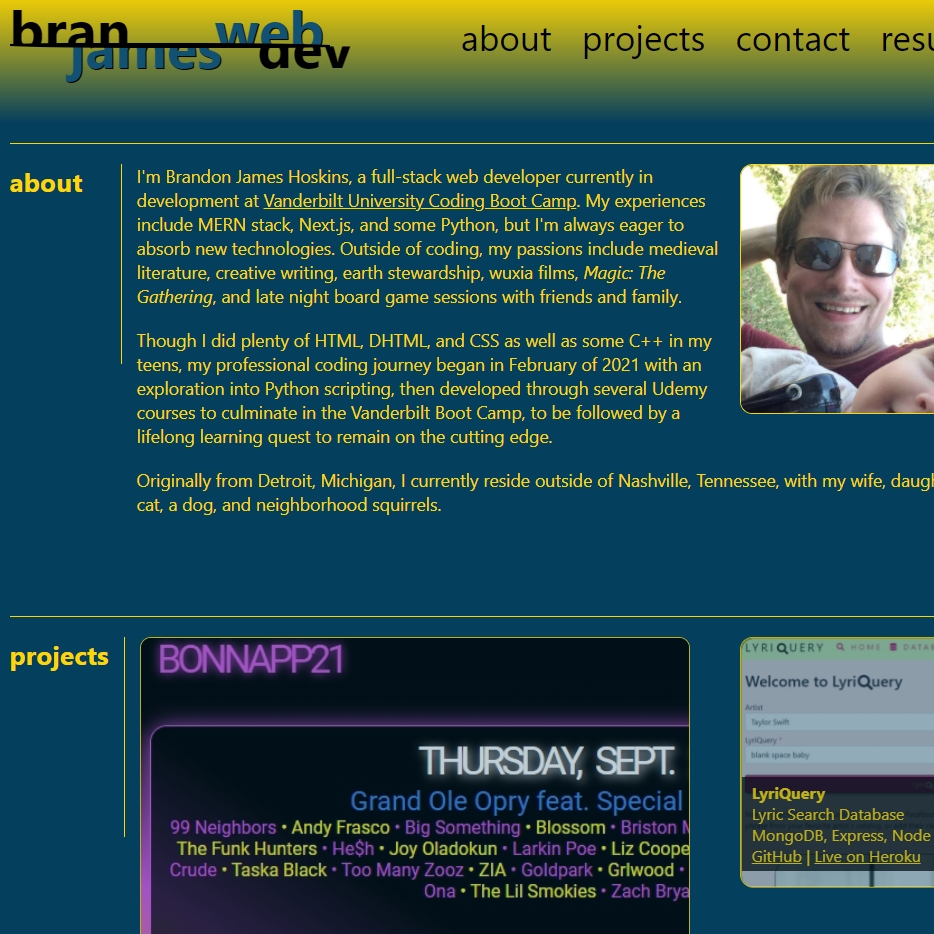 bran web
james dev
about projects contact
about
I'm Brandon James Hoskins, a full-stack web developer currently in
development at Vanderbilt University Coding Boot Camp. My experiences
include MERN stack, Next.js, and some Python, but I'm always eager to
absorb new technologies. Outside of coding, my passions include medieval
literature, creative writing, earth stewardship, wuxia films, Magic: The
Gathering, and late night board game sessions with friends and family.
Though I did plenty of HTML, DHTML, and CSS as well as some C++ in my
teens, my professional coding journey began in February of 2021 with an
exploration into Python scripting, then developed through several Udemy
courses to culminate in the Vanderbilt Boot Camp, to be followed by a
lifelong learning quest to remain on the cutting edge.
Originally from Detroit, Michigan, I currently reside outside of Nashville, Tennessee, with my wife,
cat, a dog, and neighborhood squirrels.
projects
BONNAPP21
THURSDAY, SEPT.
Grand Ole Opry feat. Special
99 Neighbors • Andy Frasco • Big Something • Blossom • Briston
The Funk Hunters • He$h • Joy Oladokun • Larkin Poe • Liz
Crude • Taska Black • Too Many Zooz • ZIA • Goldpark • Grlwood •
Ona • The Lil Smokies • Zach
LYRIQUERY HOME
Welcome to LyriQuery
Artist
Taylor Swift
LyriQuery *
blank space baby
LyriQuery
Lyric Search Database
MongoDB, Express, Node
GitHub | Live on Heroku